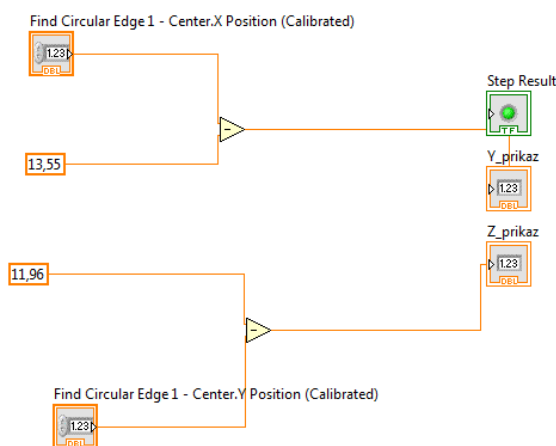 Find Circular Edge 1 - Center.X Position (Calibrated)
1.23
DBL
Step Result
TF
13,55
Y_prikaz
1.23
DBL
Z_prikaz
1.23
DBL
11,96
Find Circular Edge 1 - Center.Y Position (Calibrated)
1.23
DBL